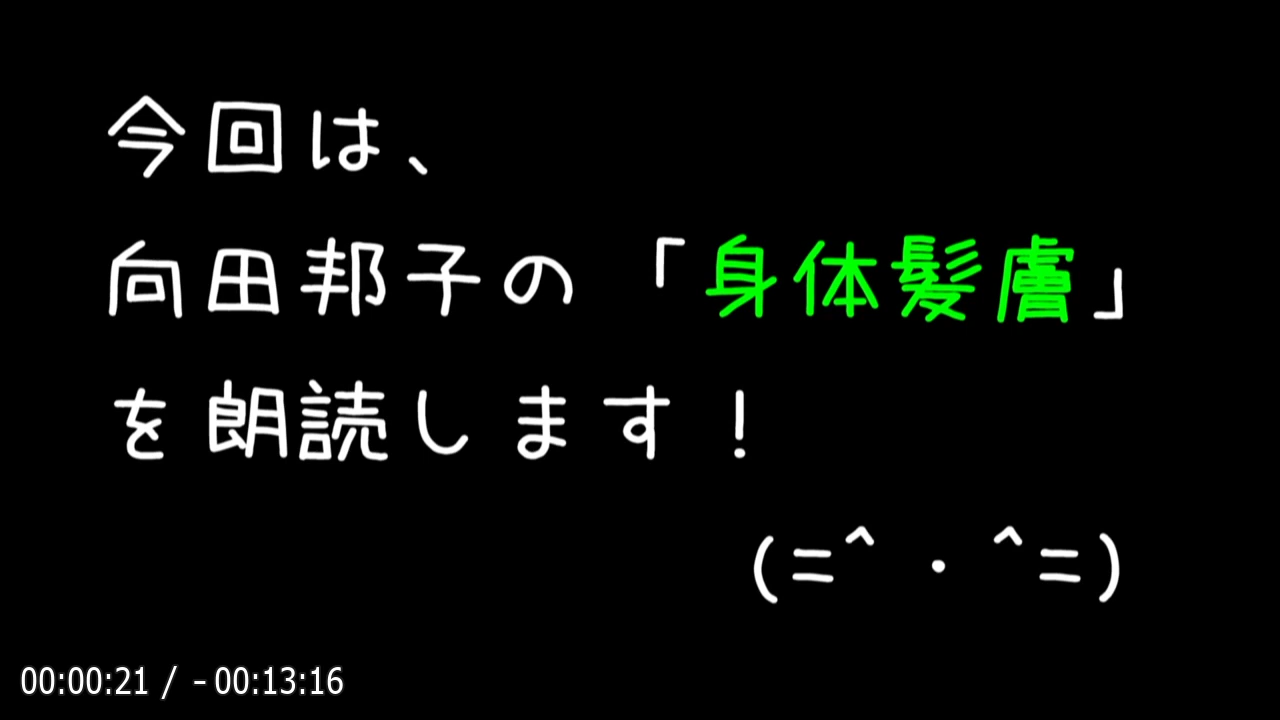 今回は、
向田邦子の「身体髪膚」
を朗読します！
(=^・^=)
00:00:21 / -00:13:16